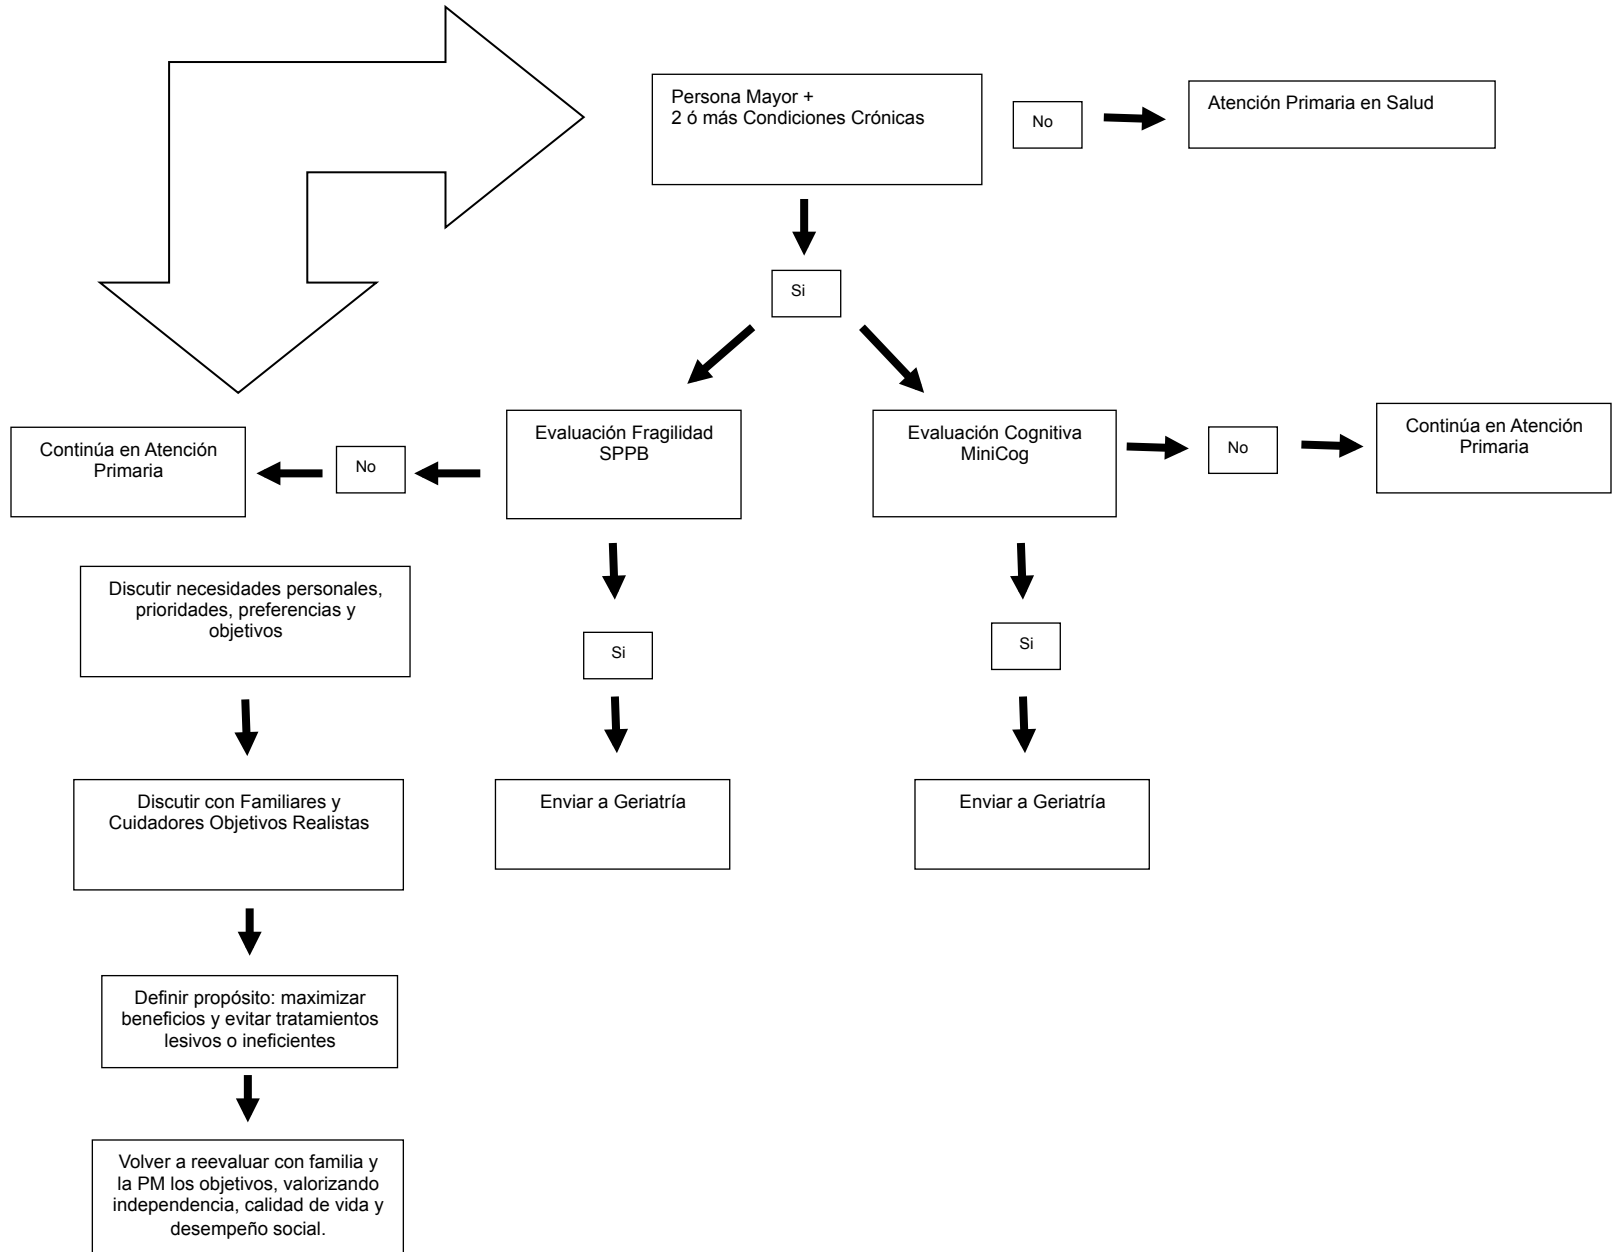 Persona Mayor +
2 ó más Condiciones Crónicas
No
Atención Primaria en Salud
Si
Continúa en Atención
Primaria
No
Evaluación Fragilidad
SPPB
Evaluación Cognitiva
MiniCog
No
Continúa en Atención
Primaria
Discutir necesidades personales,
prioridades, preferencias y
objetivos
Si
Si
Discutir con Familiares y
Cuidadores Objetivos Realistas
Enviar a Geriatría
Enviar a Geriatría
Definir propósito: maximizar
beneficios y evitar tratamientos
lesivos o ineficientes
Volver a reevaluar con familia y
la PM los objetivos, valorizando
independencia, calidad de vida y
desempeño social.